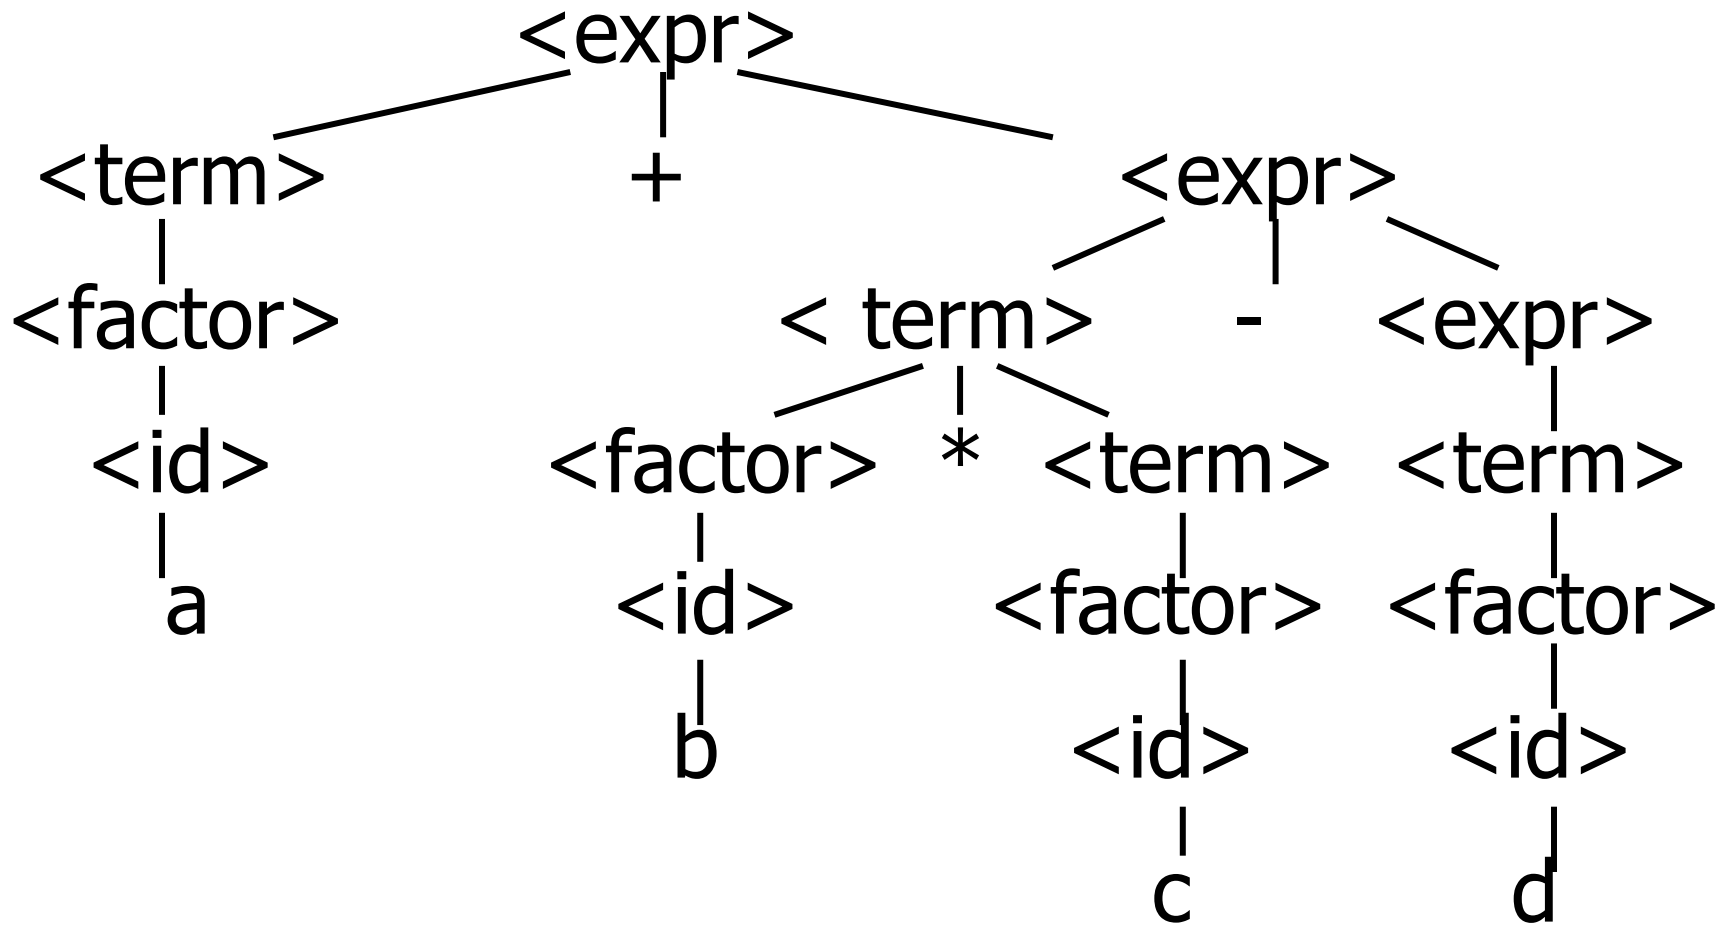 <expr>
<term> + <expr>
<factor> < term> - <expr>
<id> <factor> * <term> <term>
a <id> <factor> <factor>
b <id> <id>
c d